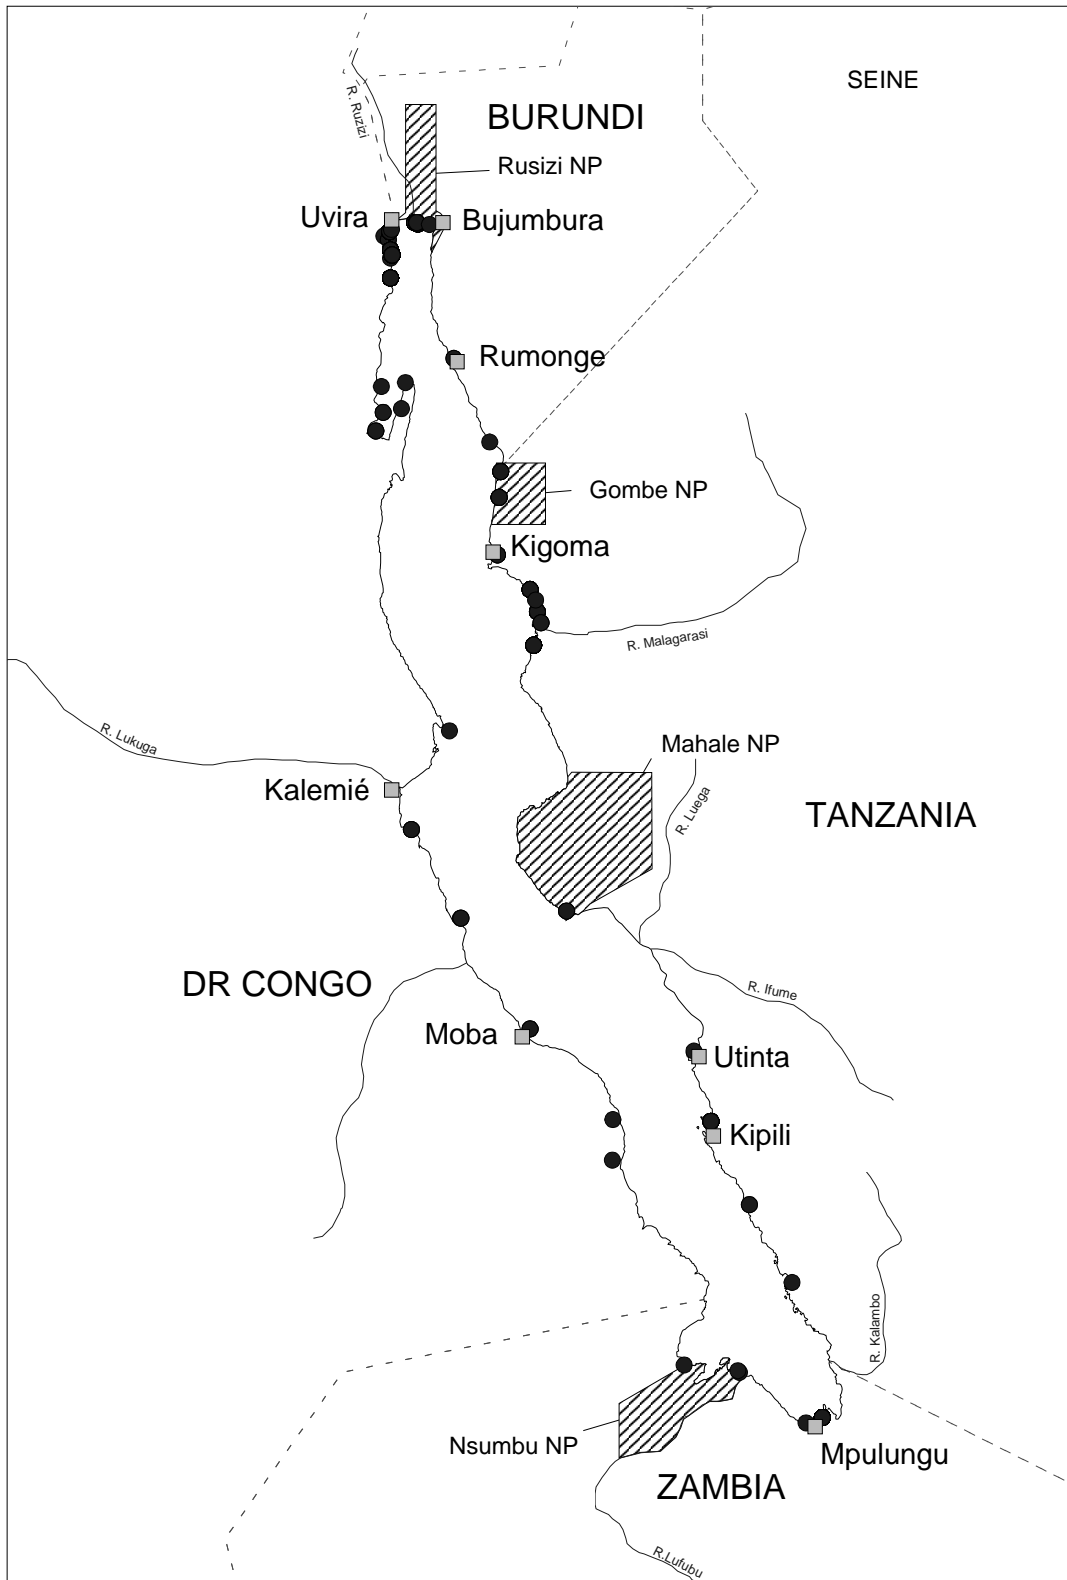 SEINE
R. Ruzizi
BURUNDI
Rusizi NP
Uvira
Bujumbura
Rumonge
Gombe NP
Kigoma
R. Malagarasi
R. Lukuga
Mahale NP
Kalemié
R. Luega
TANZANIA
DR CONGO
R. Ifume
Moba
Utinta
Kipili
R. Kalambo
Nsumbu NP
Mpulungu
ZAMBIA
R.Lufubu